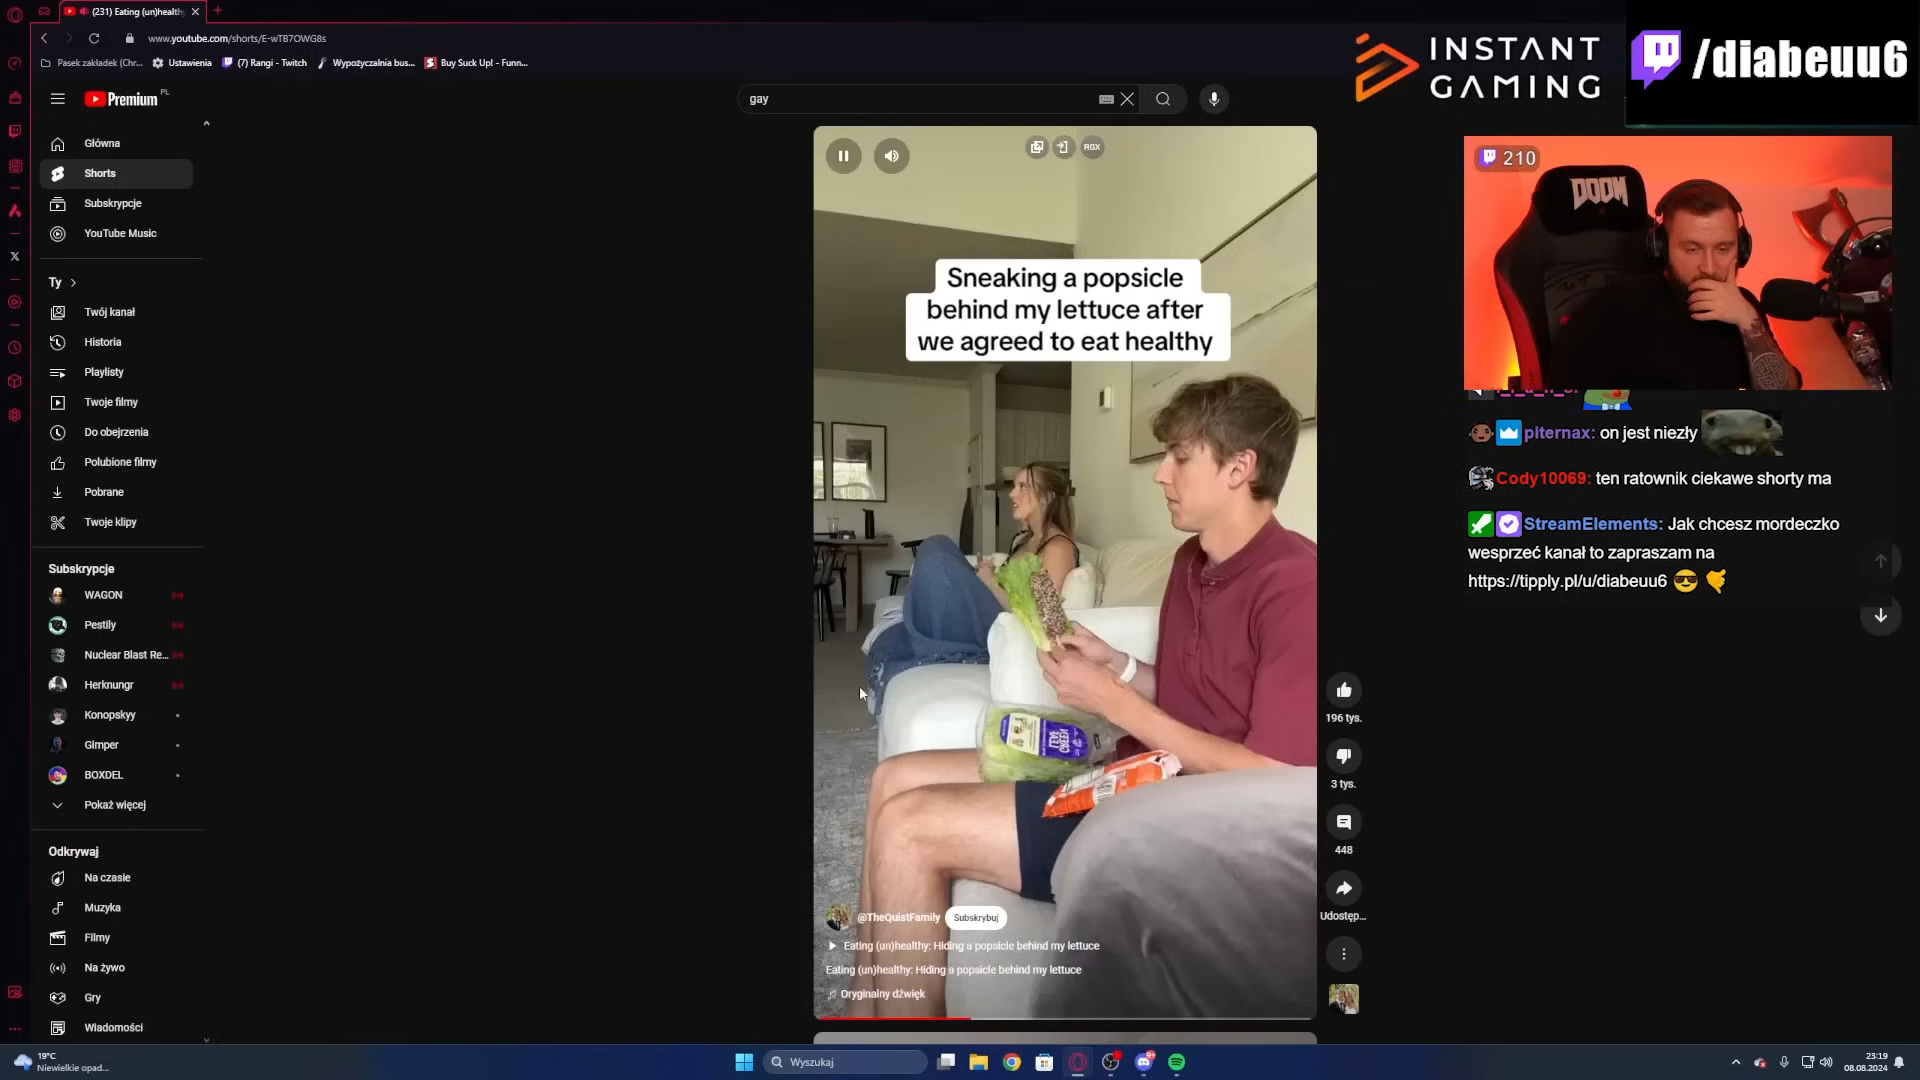 (231) Eating (un)health
www.youtube.com/shorts/E-wTB7OWG8s
Pasek zakładek (Chr...
Ustawienia
(7) Rangi - Twitch
Wypożyczalnia bus...
Buy Suck Up! - Funn...
INSTANT
GAMING
/diabeuu6
Premium
PL
gay
Główna
Shorts
Subskrypcje
YouTube Music
Ty
Twój kanał
Historia
Playlisty
Twoje filmy
Do obejrzenia
Polubione filmy
Pobrane
Twoje klipy
Subskrypcje
WAGON
Pestily
Nuclear Blast Re...
Herknungr
Konopskyy
Gimper
BOXDEL
Pokaż więcej
Odkrywaj
Na czasie
Muzyka
Filmy
Na żywo
Gry
Wiadomości
RGX
Sneaking a popsicle
behind my lettuce after
we agreed to eat healthy
@TheQuistFamily
Subskrybuj
Eating (un)healthy: Hiding a popsicle behind my lettuce
Eating (un)healthy: Hiding a popsicle behind my lettuce
Oryginalny dźwięk
196 tys.
3 tys.
448
Udostęp...
210
DOOM
piternax: on jest niezły
Cody10069: ten ratownik ciekawe shorty ma
StreamElements: Jak chcesz mordeczko
wesprzeć kanał to zapraszam na
https://tipply.pl/u/diabeuu6 😎 🤙
19°C
Niewielkie opad...
Wyszukaj
23:19
08.08.2024